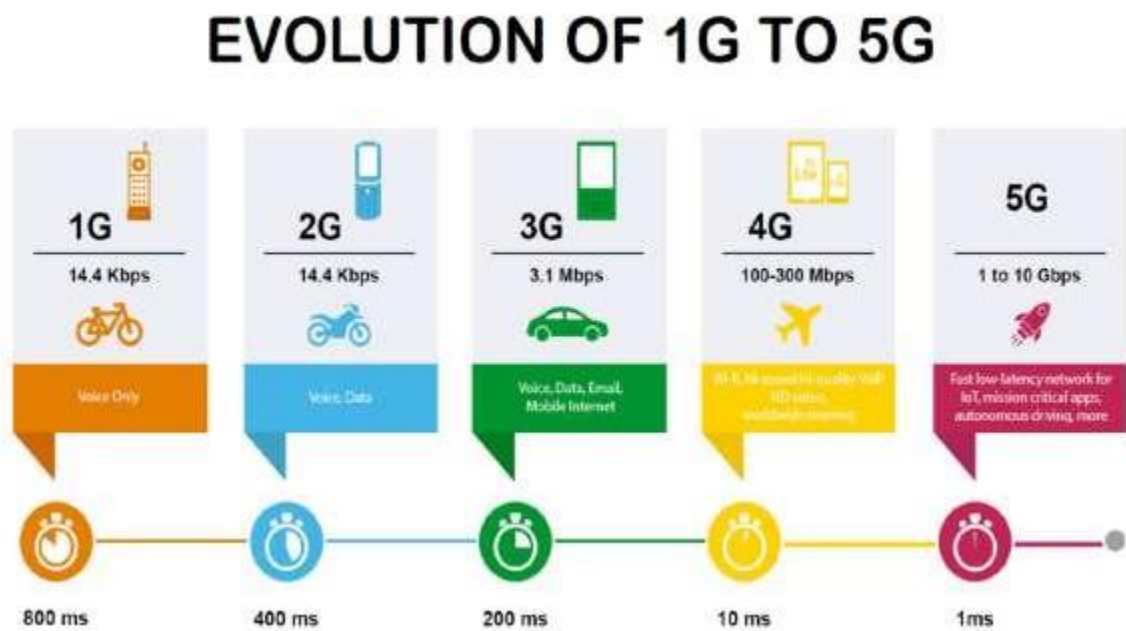 EVOLUTION OF 1G TO 5G
1G
14.4 Kbps
Voice Only
800 ms
2G
14.4 Kbps
Voice, Data
400 ms
3G
3.1 Mbps
Voice, Data, Email,
Mobile Internet
200 ms
4G
100-300 Mbps
HD video,
10 ms
5G
1 to 10 Gbps
Fast low-latency network for
IoT, mission critical apps,
autonomous driving, more
1ms